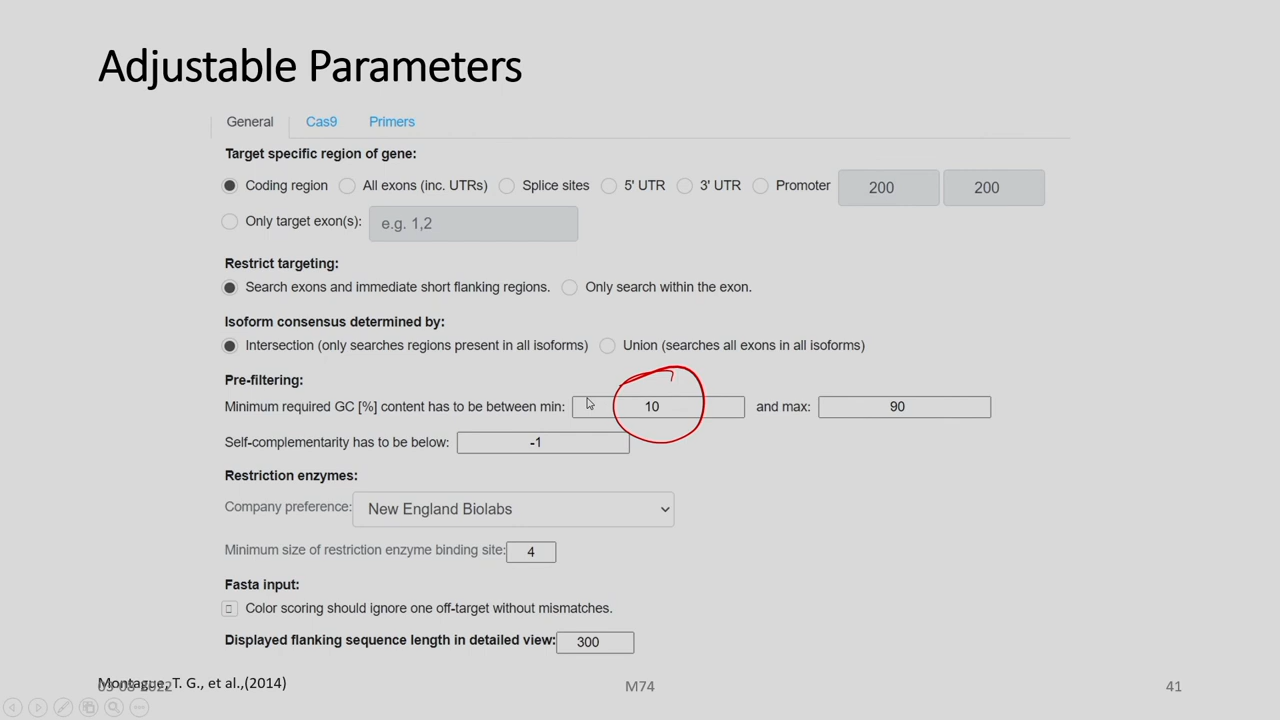 Adjustable Parameters
General Cas9 Primers
Target specific region of gene:
Coding region All exons (inc. UTRs) Splice sites 5' UTR 3' UTR Promoter 200 200
Only target exon(s): e.g. 1,2
Restrict targeting:
Search exons and immediate short flanking regions. Only search within the exon.
Isoform consensus determined by:
Intersection (only searches regions present in all isoforms) Union (searches all exons in all isoforms)
Pre-filtering:
Minimum required GC [%] content has to be between min: 10 and max: 90
Self-complementarity has to be below: -1
Restriction enzymes:
Company preference: New England Biolabs
Minimum size of restriction enzyme binding site: 4
Fasta input:
Color scoring should ignore one off-target without mismatches.
Displayed flanking sequence length in detailed view: 300
Montague, T. G., et al.,(2014)
03-08-2022 M74 41